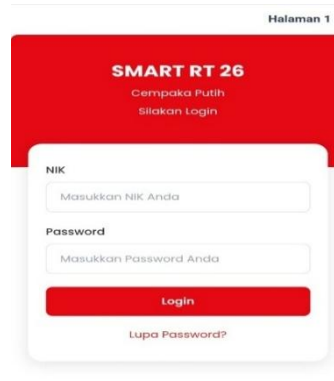 Halaman 1
SMART RT 26
Cempaka Putih
Silakan Login
NIK
Masukkan NIK Anda
Password
Masukkan Password Anda
Login
Lupa Password?